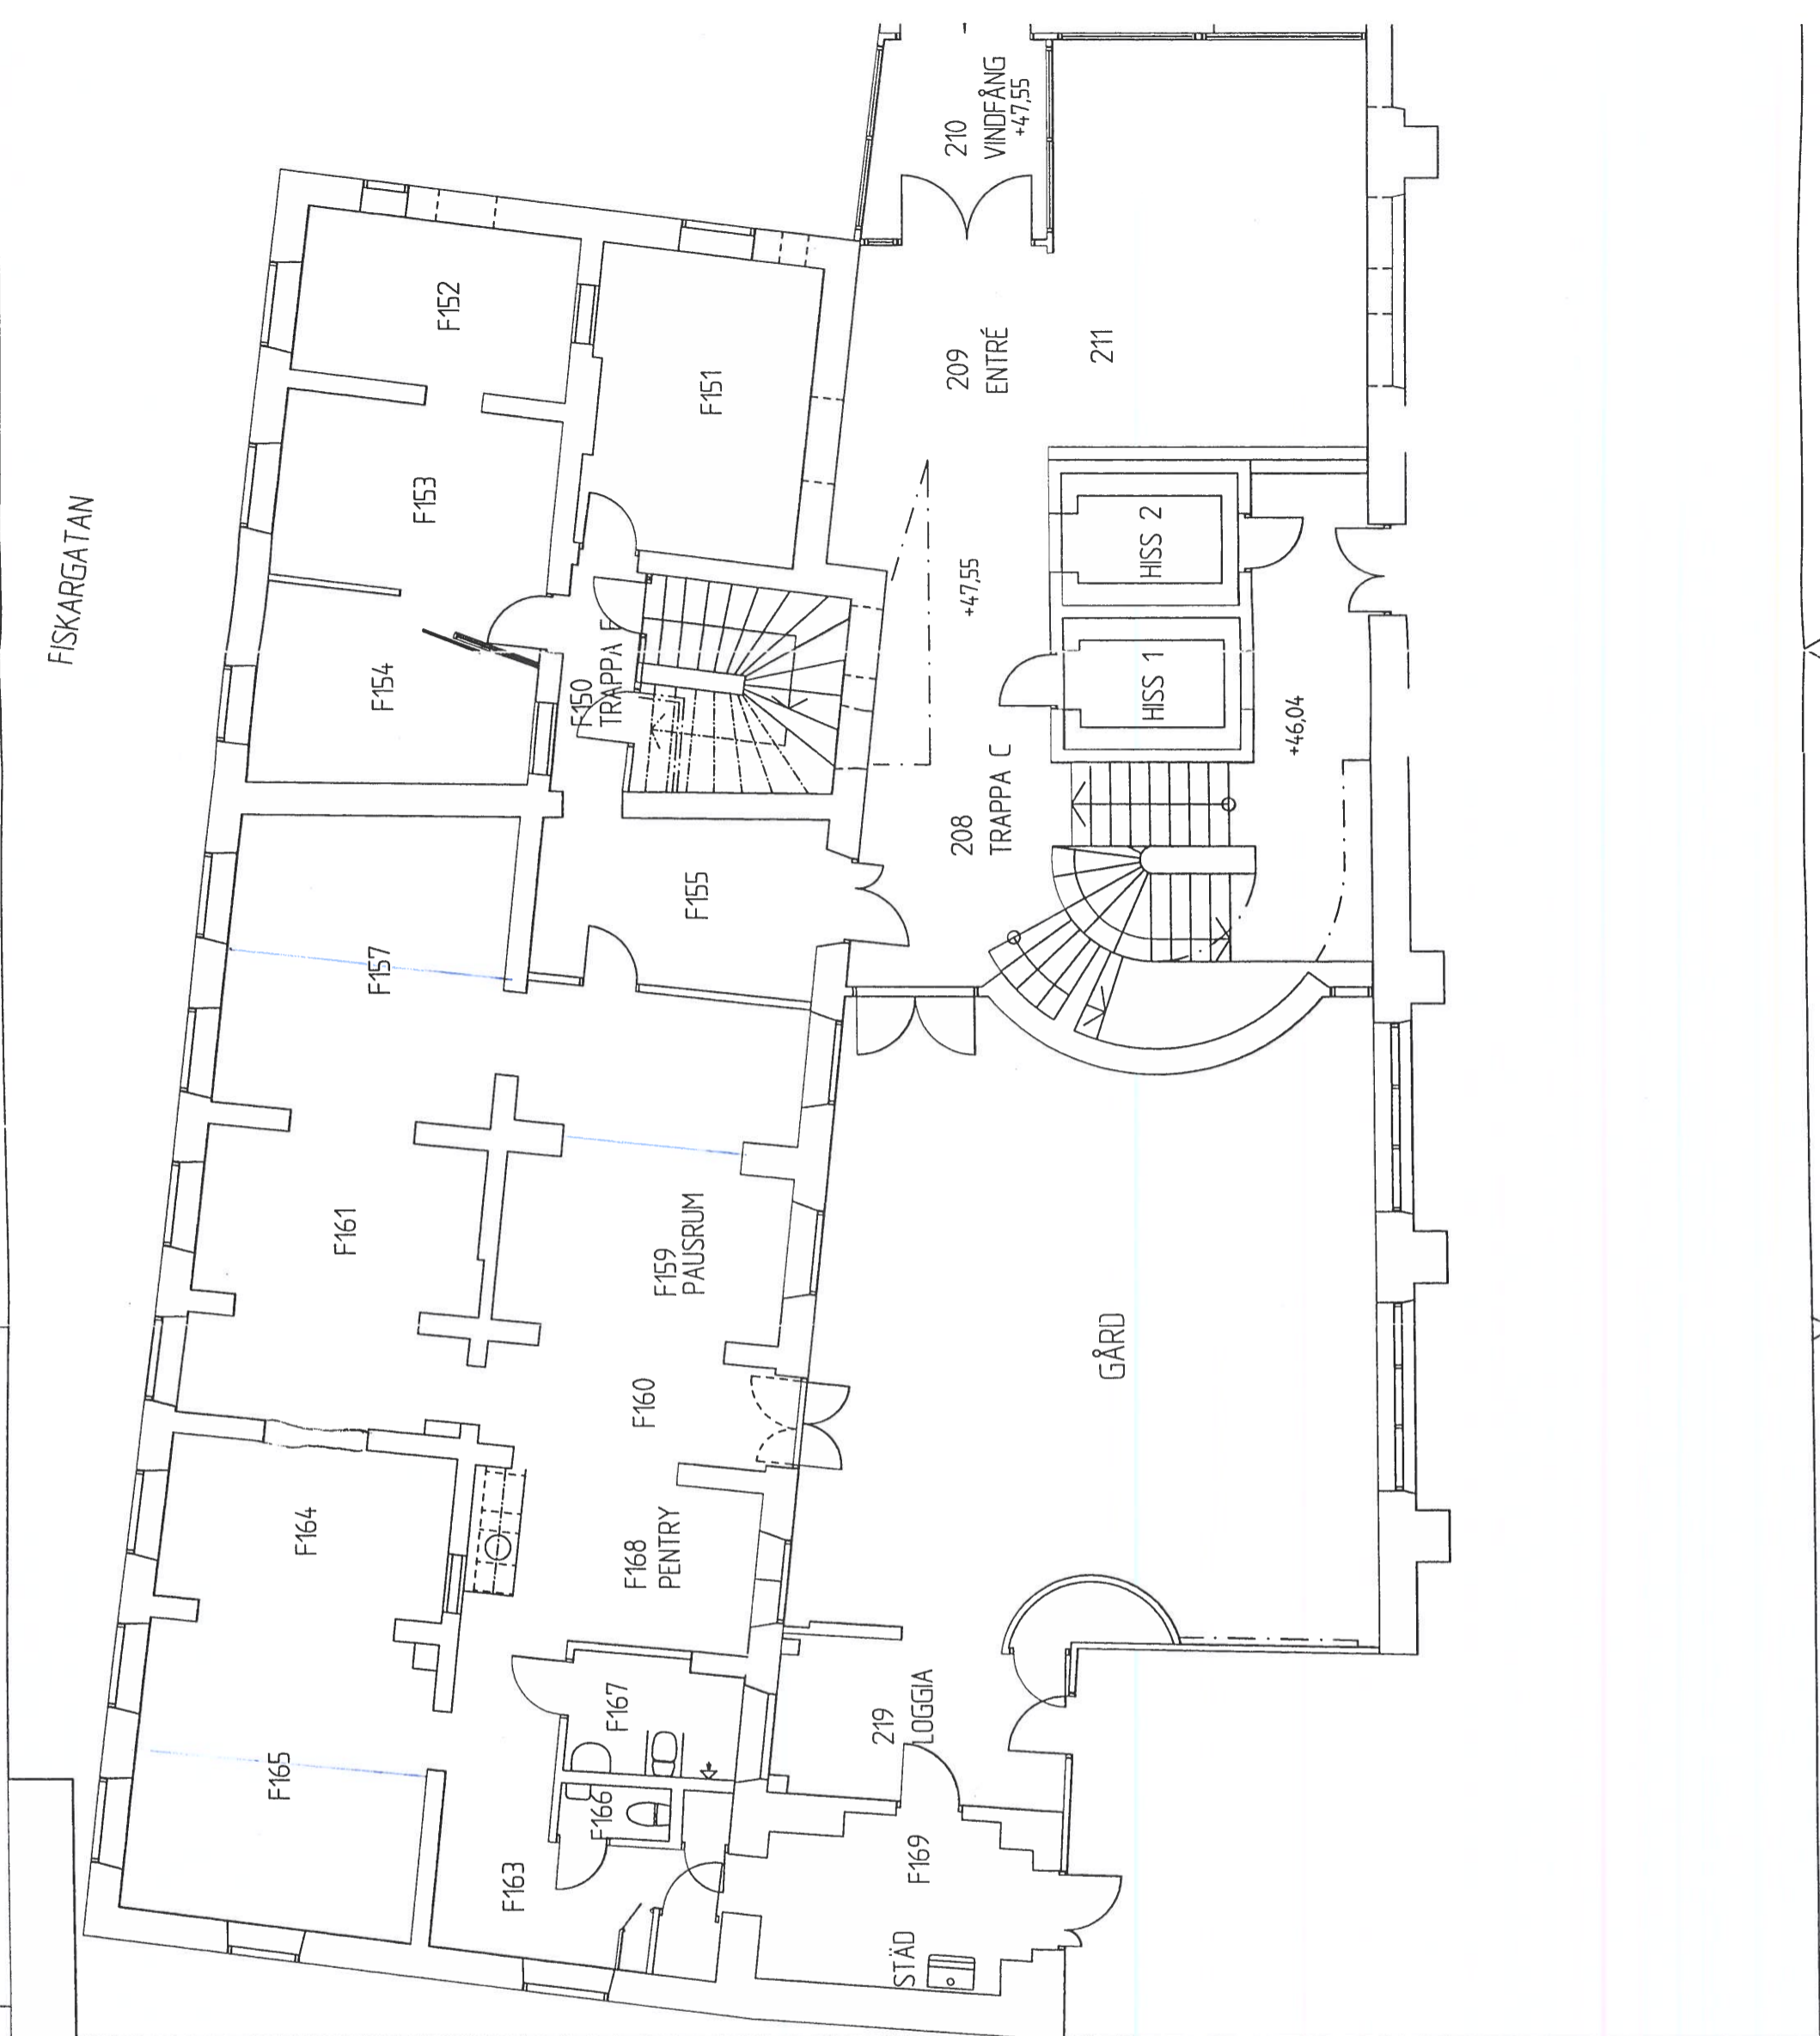 210
VINDFÅNG
+47,55
F152
209
ENTRÉ
211
F151
F153
FISKARGATAN
HISS 2
+47,55
F154
F150
TRAPPA F
HISS 1
+46,04
208
TRAPPA C
F155
F157
F161
F159
PAUSRUM
GÅRD
F160
F164
F168
PENTRY
F167
219
LOGGIA
F165
F166
F163
F169
STÄD